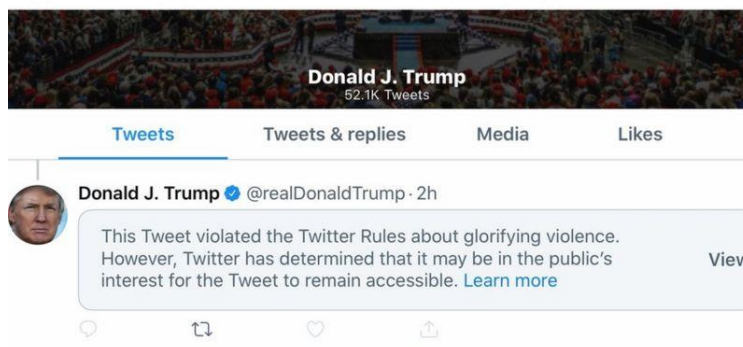 Donald J. Trump
52.1K Tweets
Tweets Tweets & replies Media Likes
Donald J. Trump @realDonaldTrump · 2h
This Tweet violated the Twitter Rules about glorifying violence.
However, Twitter has determined that it may be in the public's
View
interest for the Tweet to remain accessible. Learn more